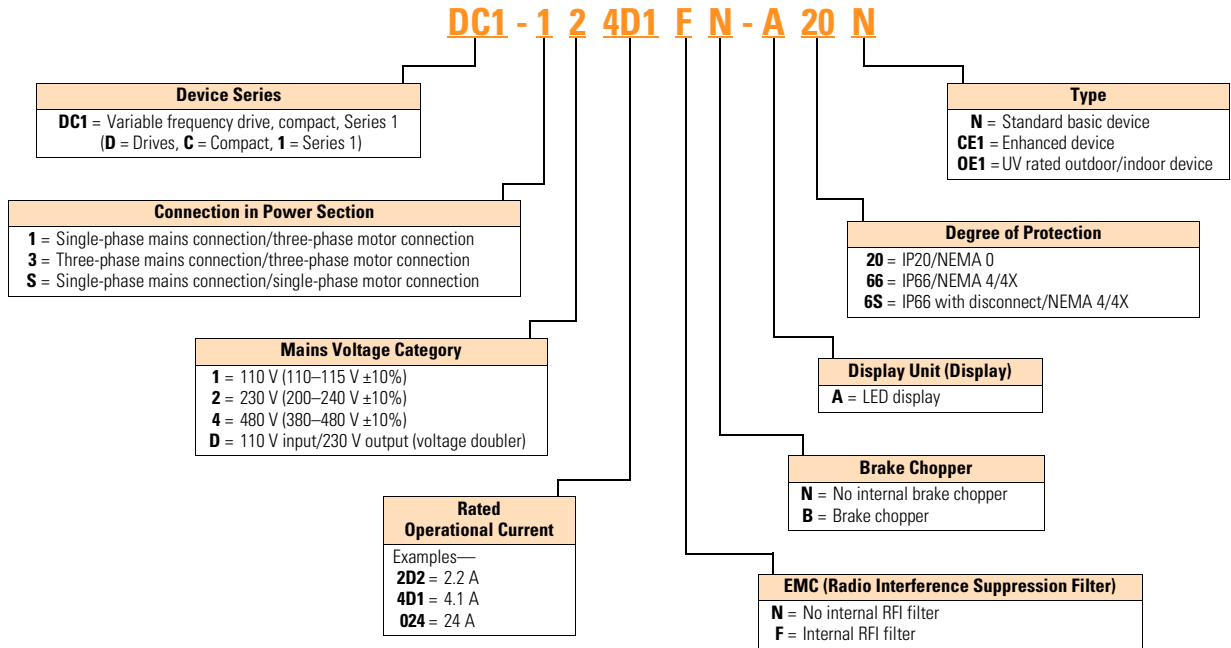 DC1 - 1 2 4D1 F N - A 20 N
Device Series
DC1 = Variable frequency drive, compact, Series 1
(D = Drives, C = Compact, 1 = Series 1)
Connection in Power Section
1 = Single-phase mains connection/three-phase motor connection
3 = Three-phase mains connection/three-phase motor connection
S = Single-phase mains connection/single-phase motor connection
Mains Voltage Category
1 = 110 V (110–115 V ±10%)
2 = 230 V (200–240 V ±10%)
4 = 480 V (380–480 V ±10%)
D = 110 V input/230 V output (voltage doubler)
Rated
Operational Current
Examples—
2D2 = 2.2 A
4D1 = 4.1 A
024 = 24 A
Type
N = Standard basic device
CE1 = Enhanced device
OE1 = UV rated outdoor/indoor device
Degree of Protection
20 = IP20/NEMA 0
66 = IP66/NEMA 4/4X
6S = IP66 with disconnect/NEMA 4/4X
Display Unit (Display)
A = LED display
Brake Chopper
N = No internal brake chopper
B = Brake chopper
EMC (Radio Interference Suppression Filter)
N = No internal RFI filter
F = Internal RFI filter